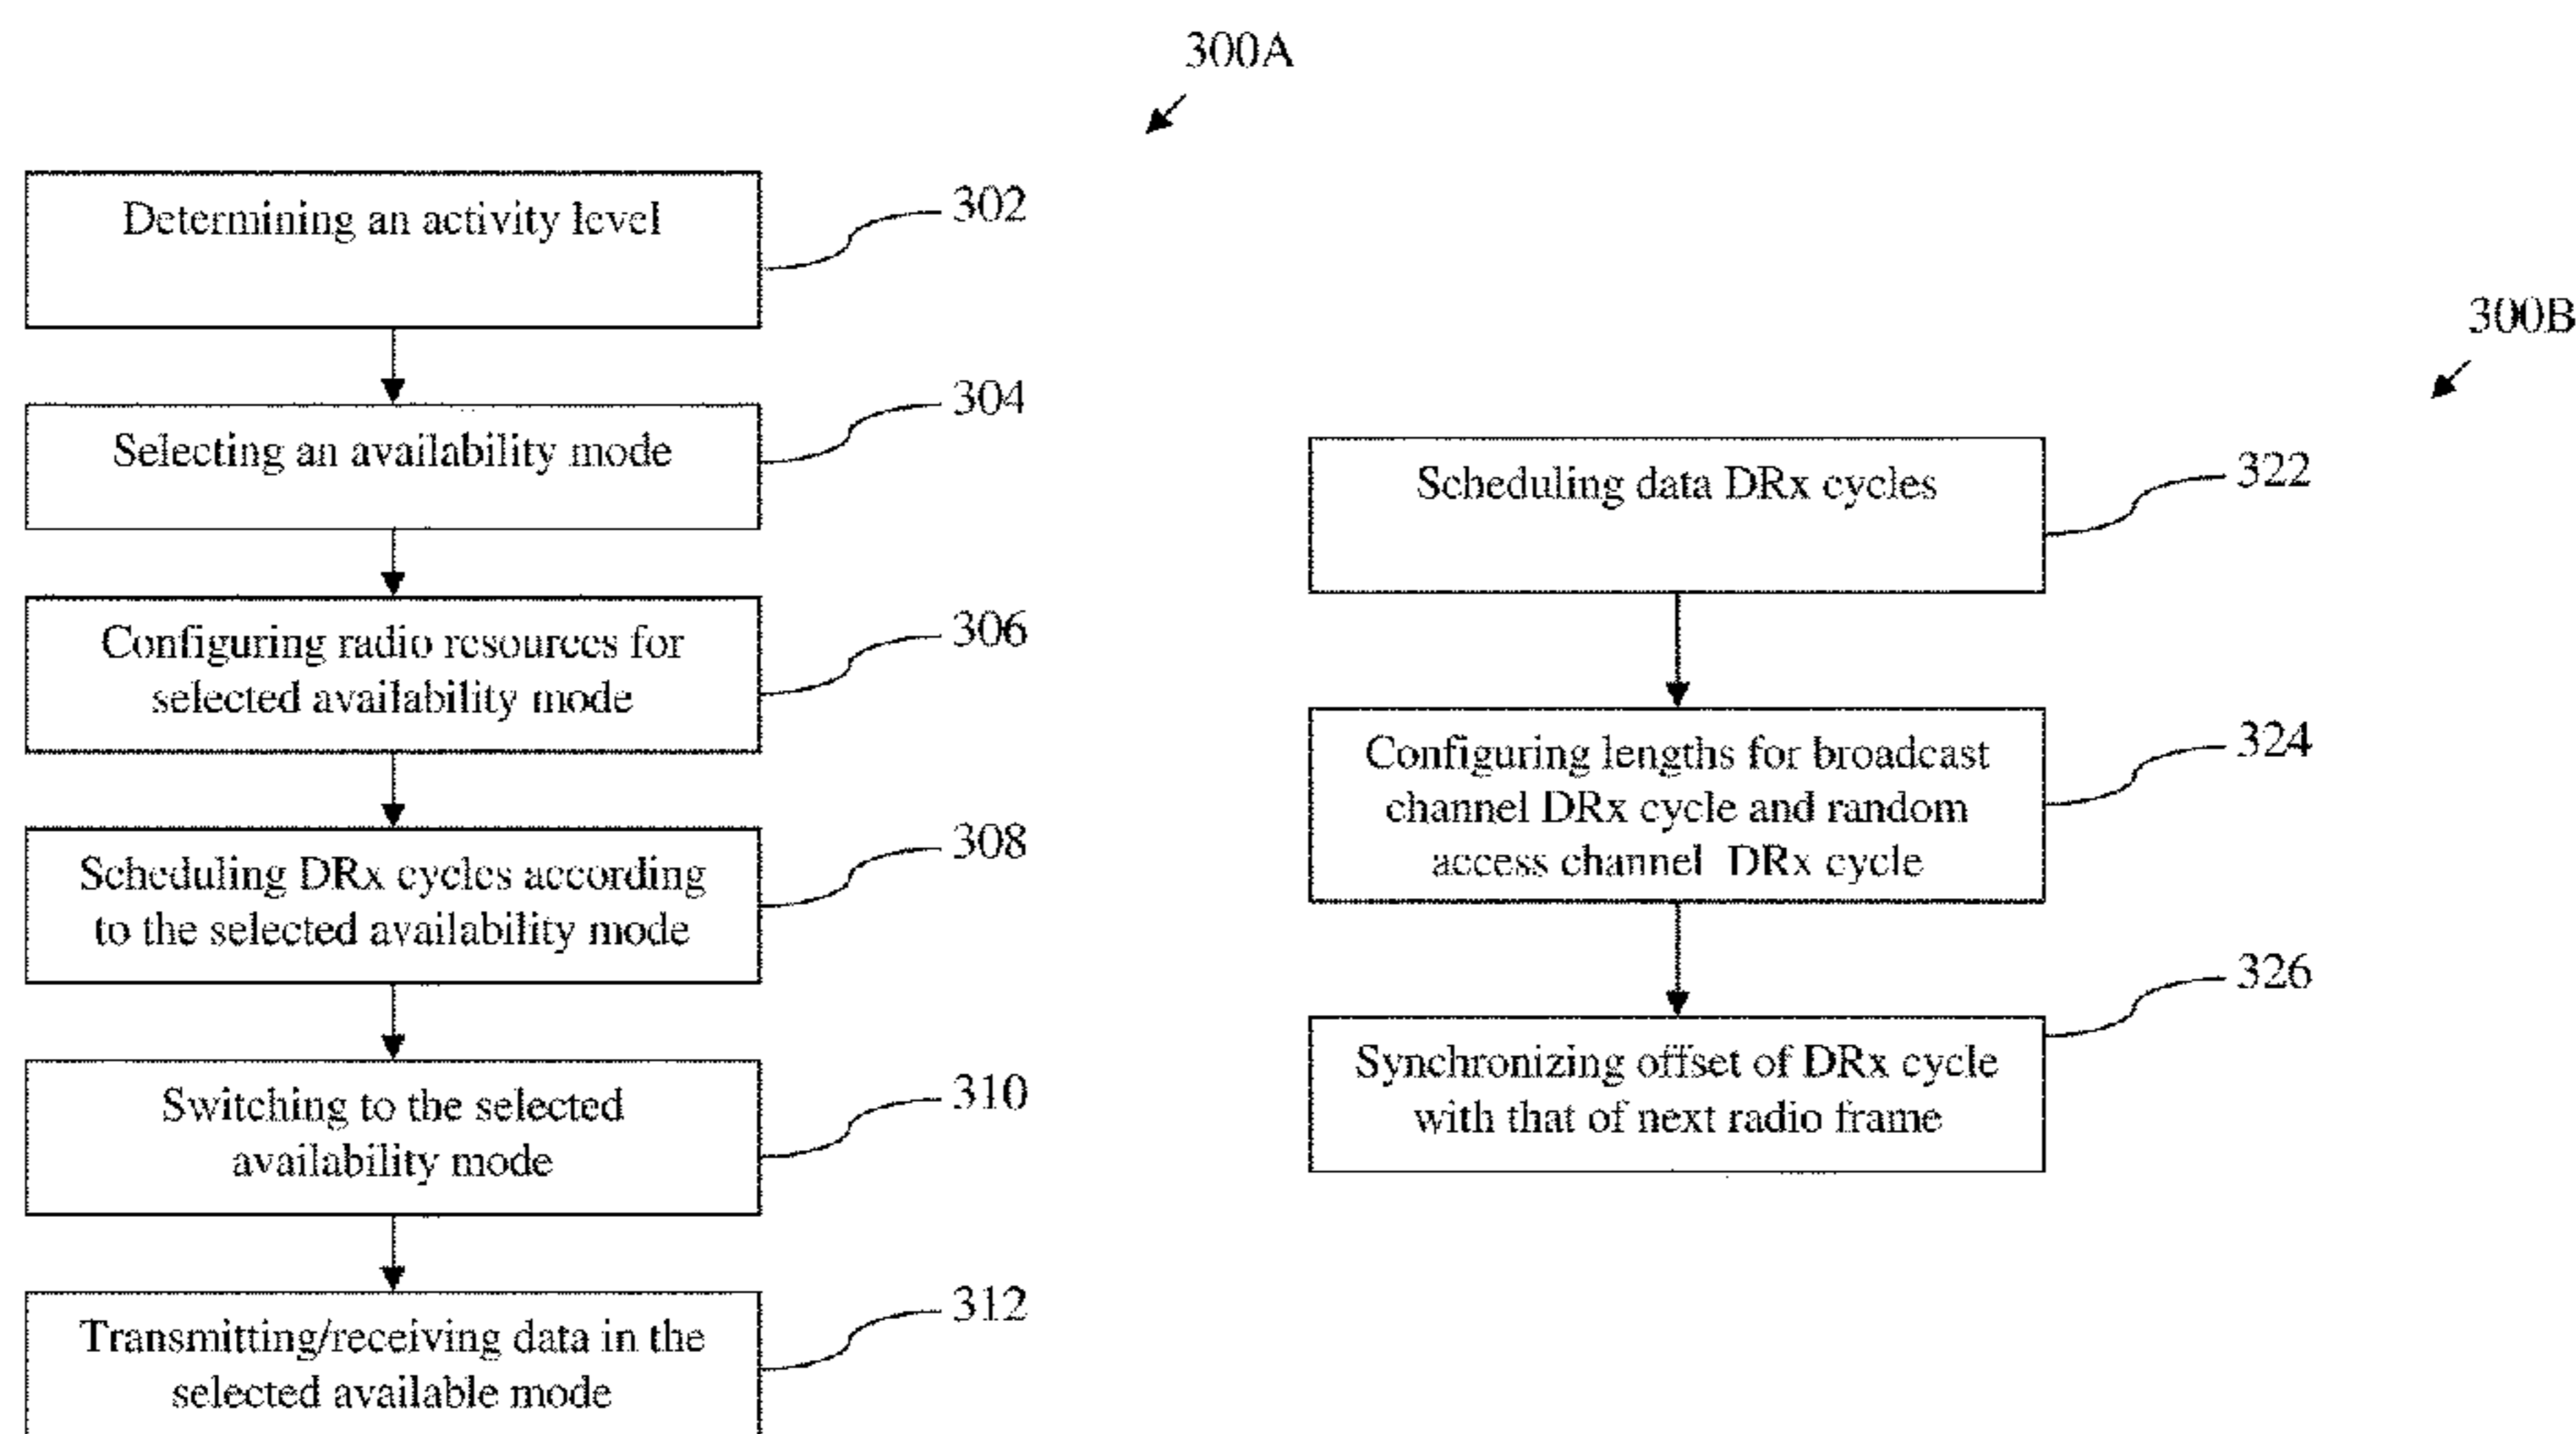 300A
Determining an activity level
302
Selecting an availability mode
304
Configuring radio resources for
selected availability mode
306
Scheduling DRx cycles according
to the selected availability mode
308
Switching to the selected
availability mode
310
Transmitting/receiving data in the
selected available mode
312
300B
Scheduling data DRx cycles
322
Configuring lengths for broadcast
channel DRx cycle and random
access channel DRx cycle
324
Synchronizing offset of DRx cycle
with that of next radio frame
326